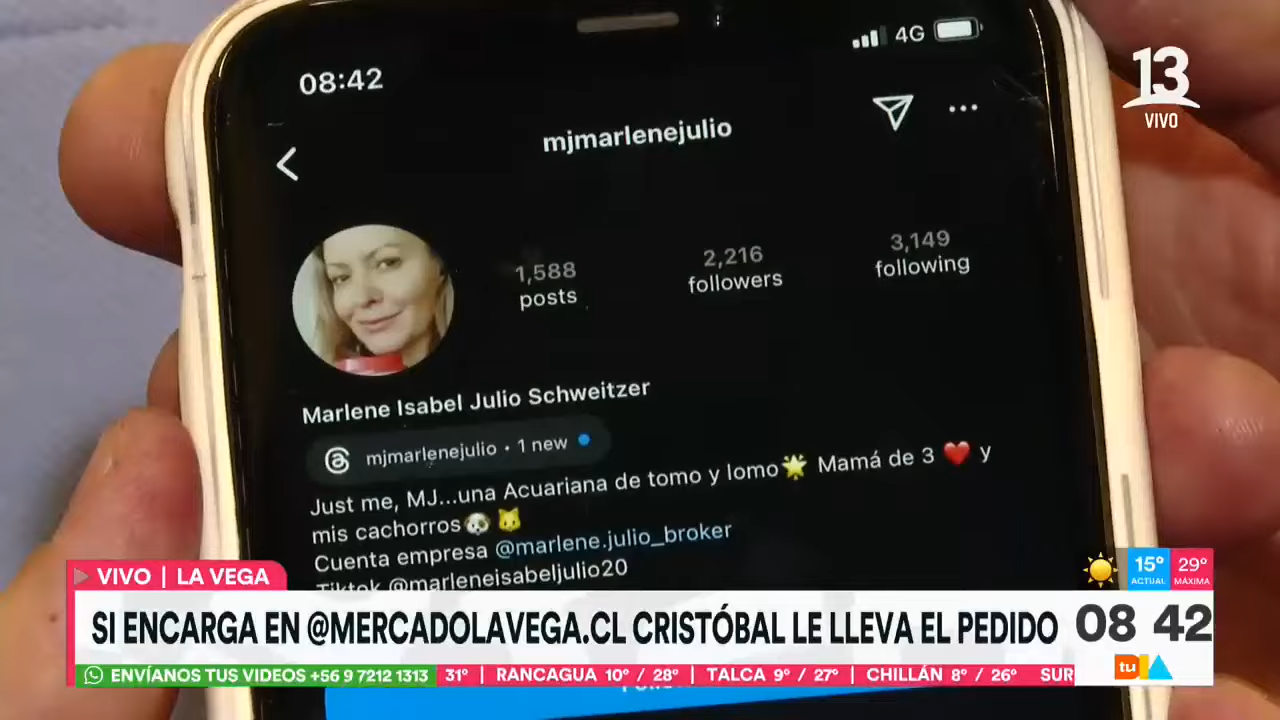 08:42
4G
13
VIVO
mjmarlenejulio
1,588
posts
2,216
followers
3,149
following
Marlene Isabel Julio Schweitzer
mjmarlenejulio • 1 new
Just me, MJ...una Acuariana de tomo y lomo🌟 Mamá de 3 ❤️ y
mis cachorros🐶 🐱
Cuenta empresa @marlene.julio_broker
Tiktok @marleneisabeljulio20
VIVO | LA VEGA
15° ACTUAL
29° MÁXIMA
SI ENCARGA EN @MERCADOLAVEGA.CL CRISTÓBAL LE LLEVA EL PEDIDO
08 42
ENVÍANOS TUS VIDEOS +56 9 7212 1313
31° | RANCAGUA 10° / 28° | TALCA 9° / 27° | CHILLÁN 8° / 26° SUR
tu DÍA